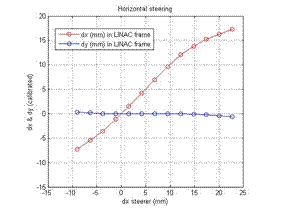 Horizontal steering
dx (mm) in LINAC frame
dy (mm) in LINAC frame
dx & dy (calibrated)
20
15
10
5
0
-5
-10
-15
-15 -10 -5 0 5 10 15 20 25
dx steerer (mm)